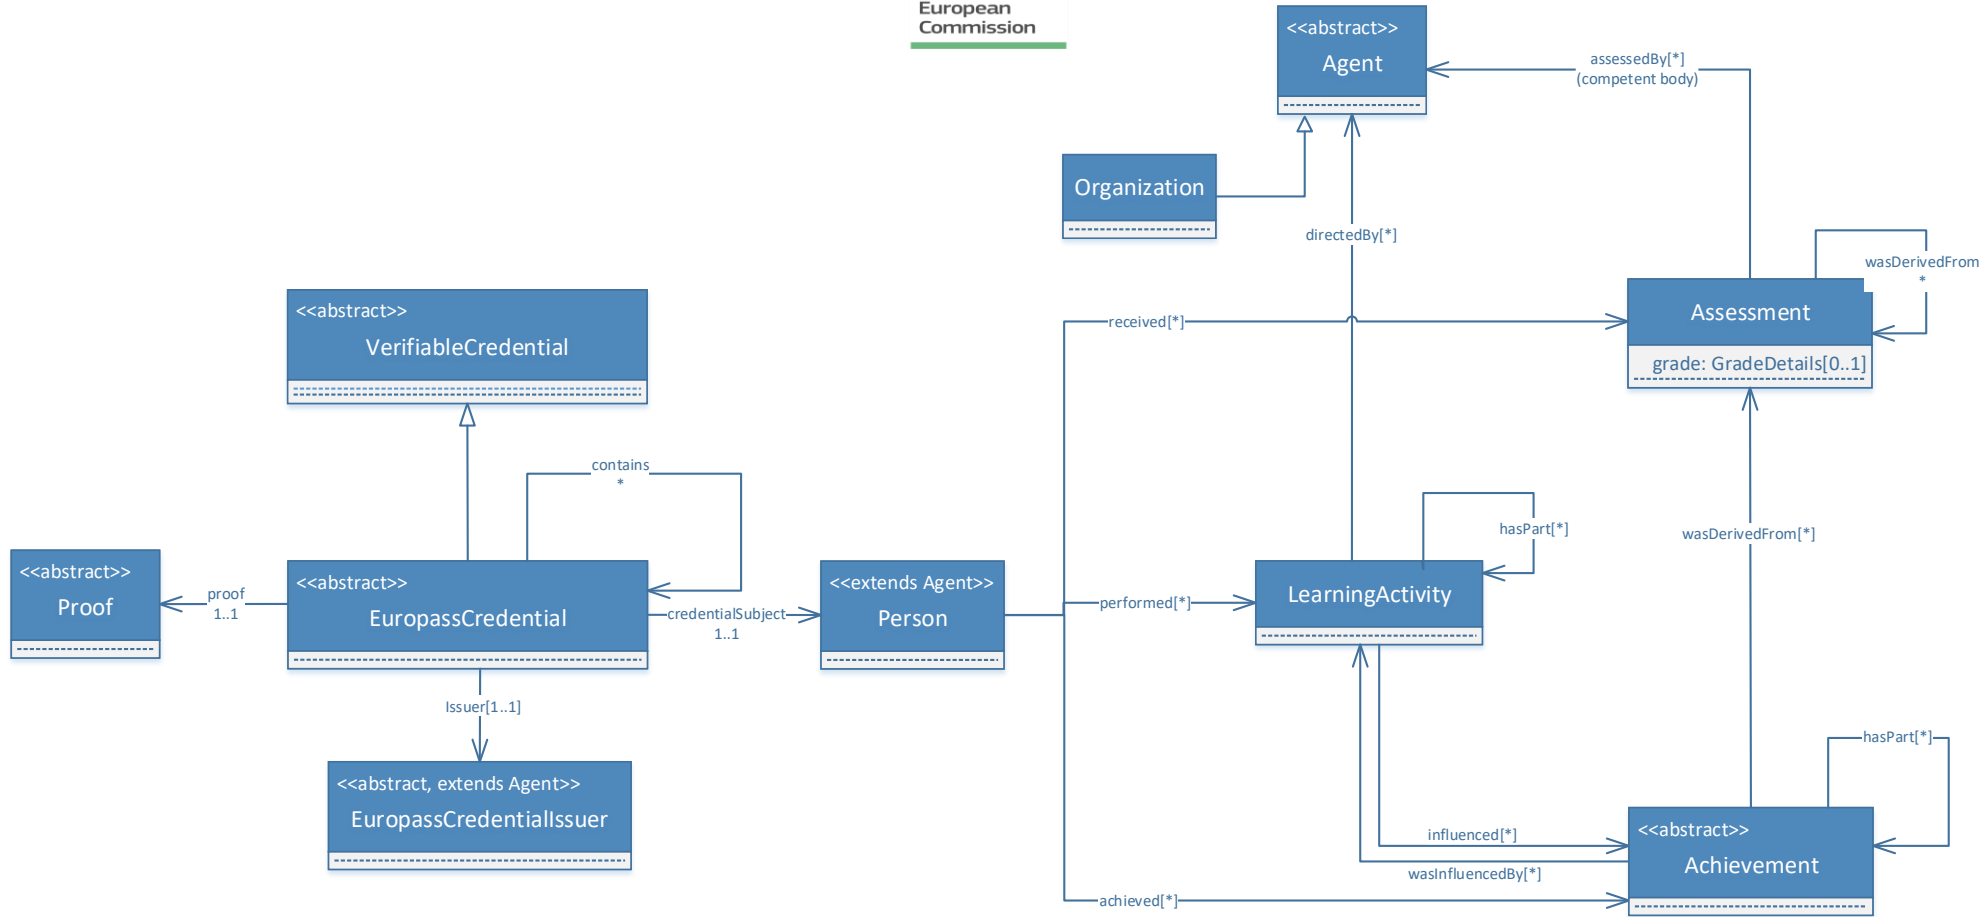 European
Commission
<<abstract>>
Agent
assessedBy[*]
(competent body)
Organization
directedBy[*]
wasDerivedFrom
*
<<abstract>>
VerifiableCredential
received[*]
Assessment
grade: GradeDetails[0..1]
contains
*
hasPart[*]
wasDerivedFrom[*]
<<abstract>>
Proof
proof
1..1
<<abstract>>
EuropassCredential
credentialSubject
1..1
<<extends Agent>>
Person
performed[*]
LearningActivity
Issuer[1..1]
<<abstract, extends Agent>>
EuropassCredentialIssuer
hasPart[*]
influenced[*]
wasInfluencedBy[*]
achieved[*]
<<abstract>>
Achievement